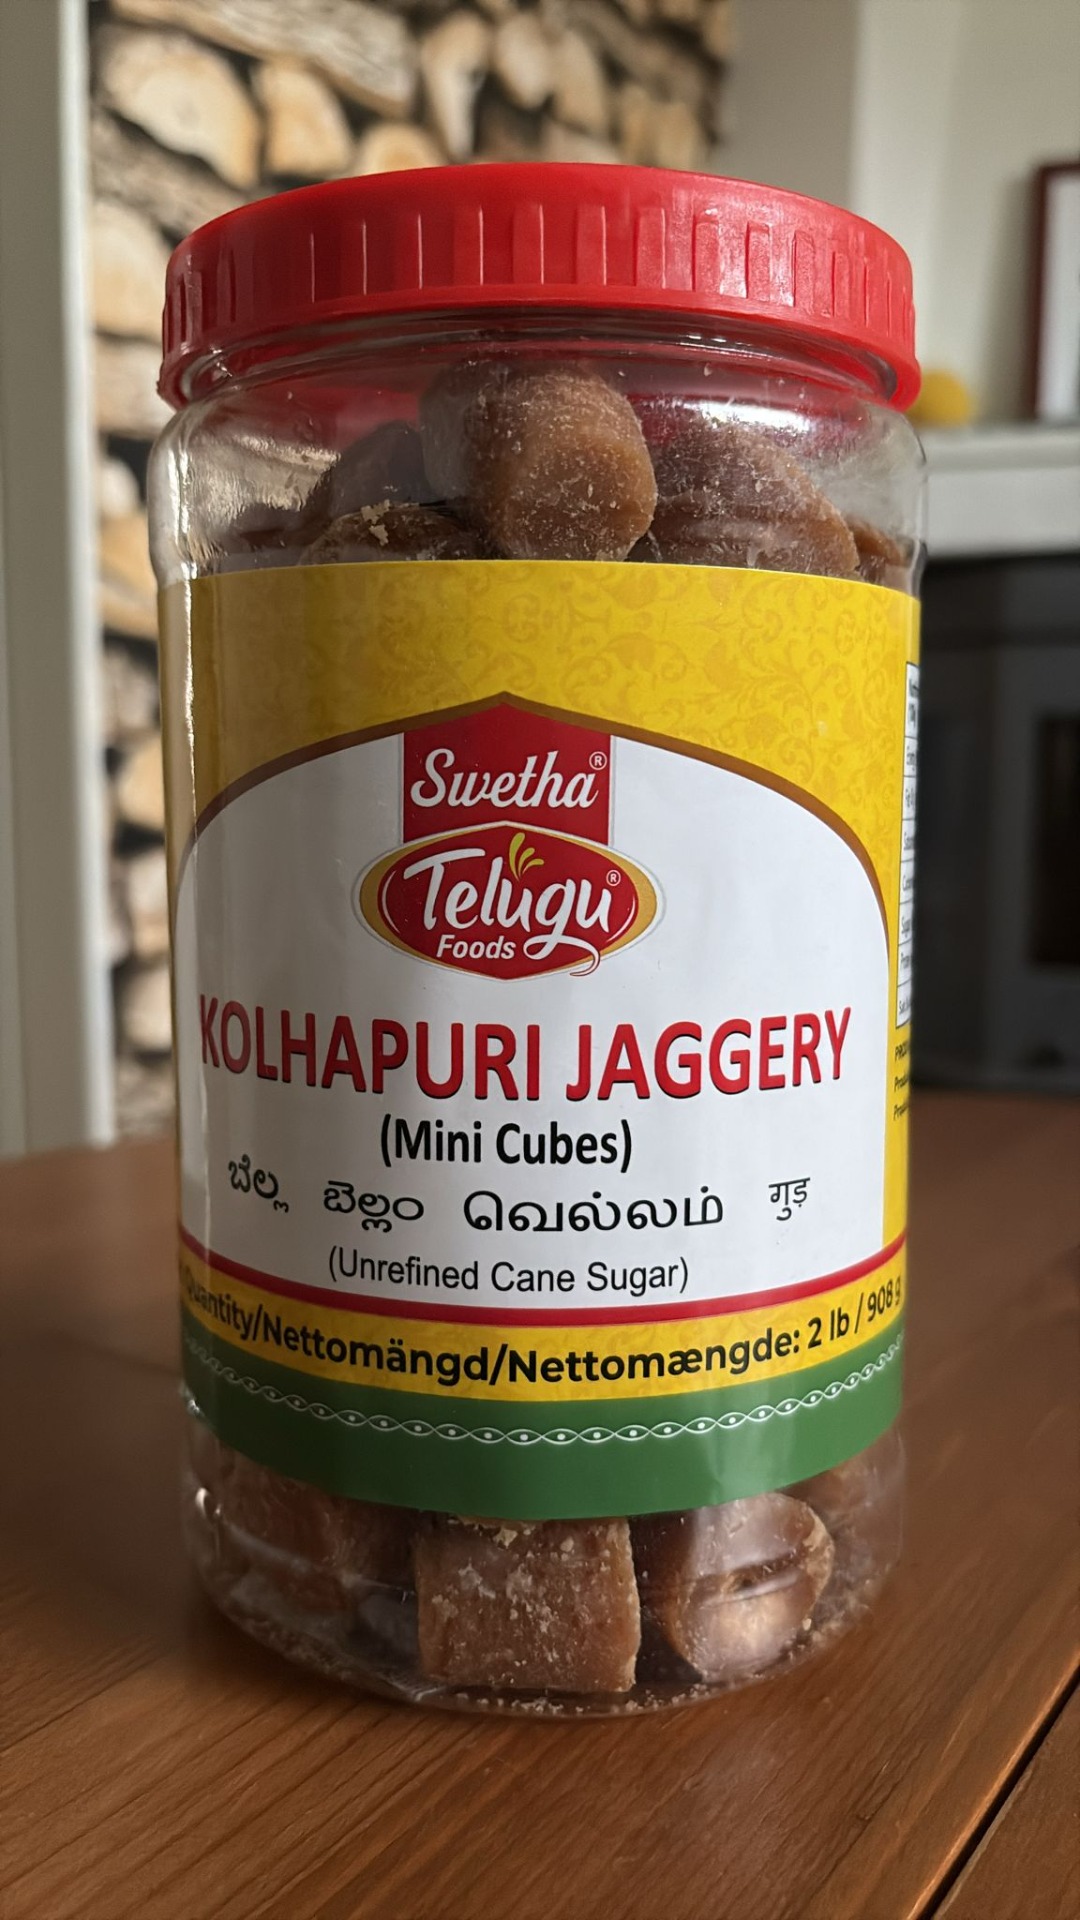 Swetha®
Telugu®
Foods
KOLHAPURI JAGGERY
(Mini Cubes)
ಬೆಲ್ಲ బెల్లం வெல்லம் गुड़
(Unrefined Cane Sugar)
Quantity/Nettomängd/Nettomængde: 2 lb / 908 g